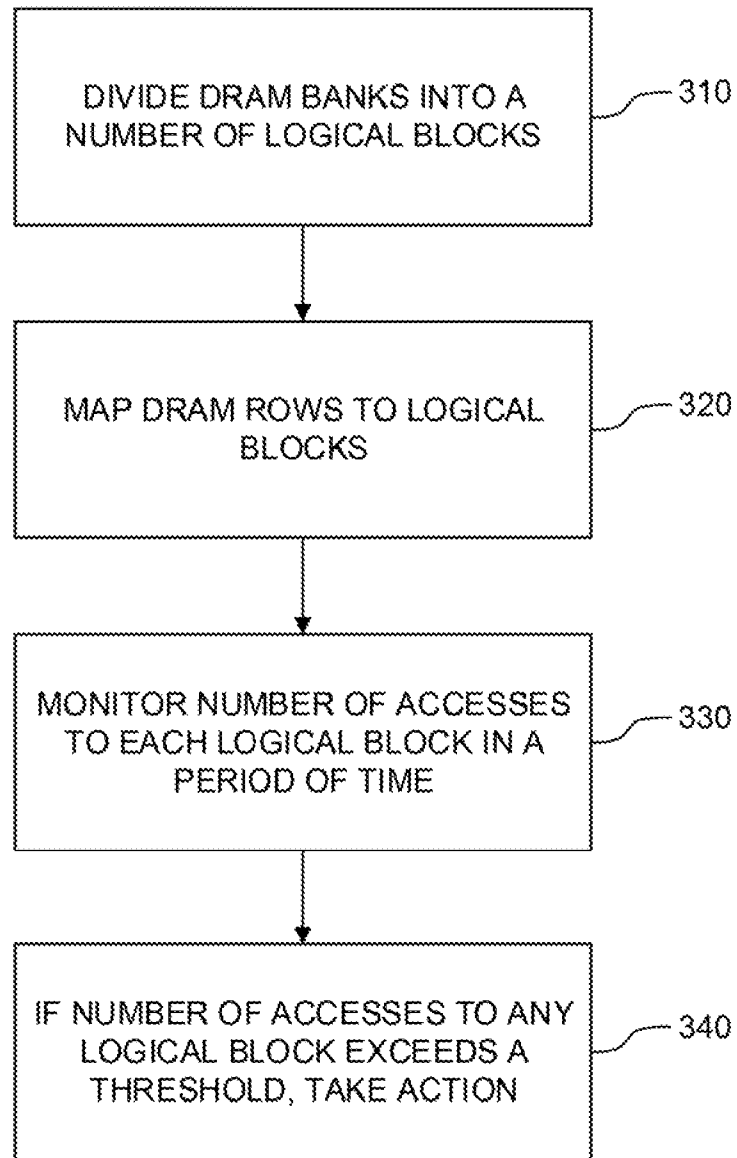 DIVIDE DRAM BANKS INTO A
NUMBER OF LOGICAL BLOCKS
310
MAP DRAM ROWS TO LOGICAL
BLOCKS
320
MONITOR NUMBER OF ACCESSES
TO EACH LOGICAL BLOCK IN A
PERIOD OF TIME
330
IF NUMBER OF ACCESSES TO ANY
LOGICAL BLOCK EXCEEDS A
THRESHOLD, TAKE ACTION
340